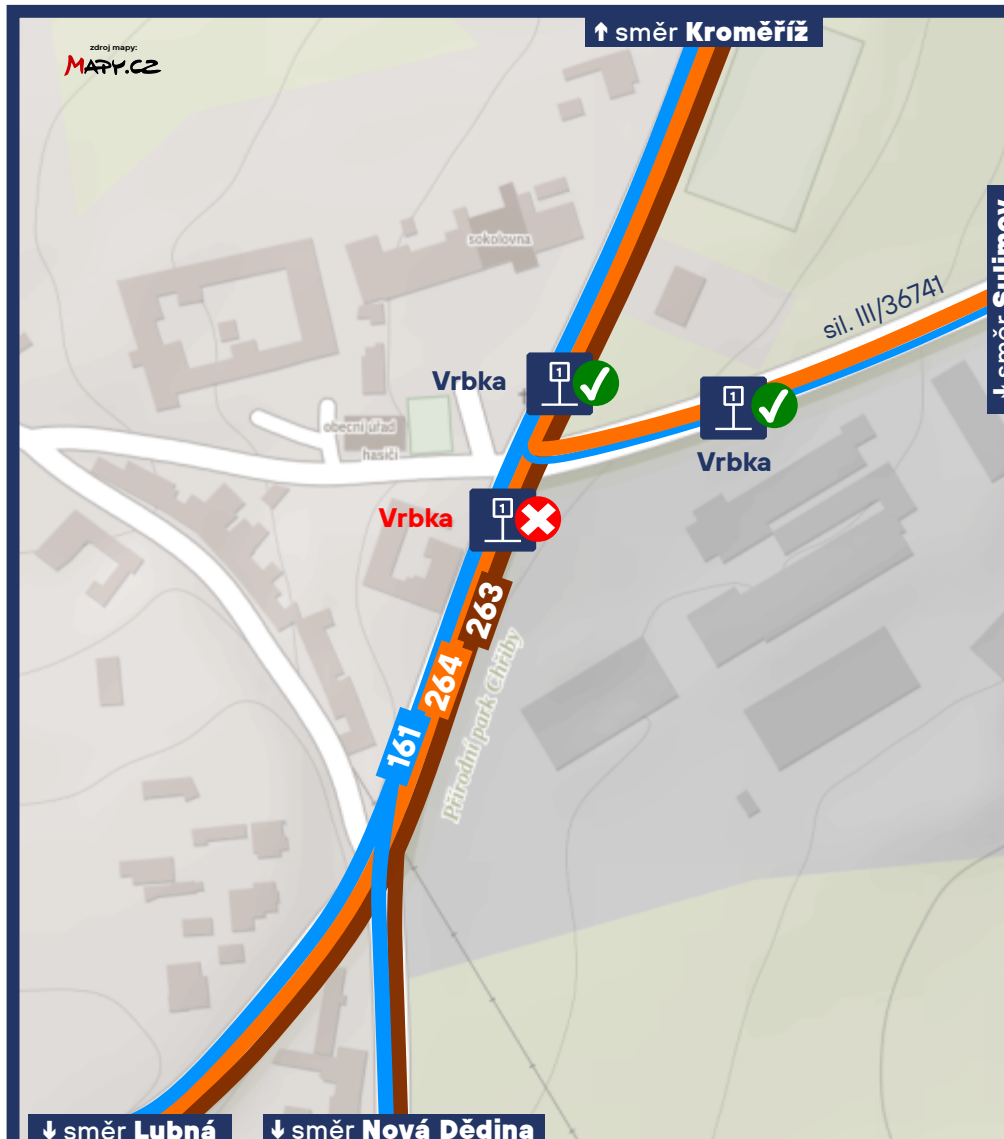 ↑ směr Kroměříž
zdroj mapy:
MAPY.CZ
sokolovna
↓ směr Sulimov
sil. III/36741
Vrbka
1
1
Vrbka
obecní úřad
hasiči
Vrbka
1
263
264
161
Přírodní park Chřiby
↓ směr Lubná
↓ směr Nová Dědina